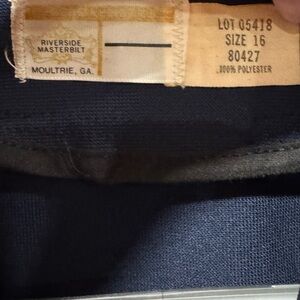 RIVERSIDE
MASTERBILT
MOULTRIE, GA.
LOT 05418
SIZE 16
80427
100% POLYESTER